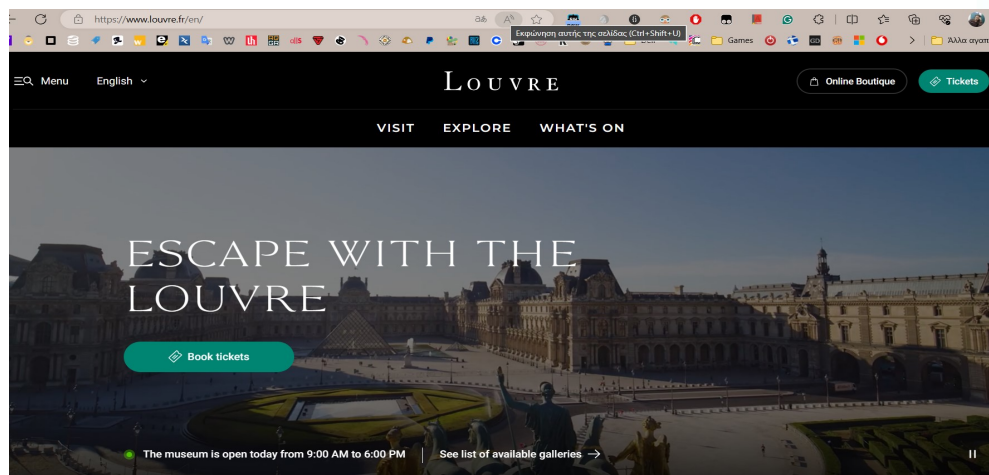 https://www.louvre.fr/en/
Εκφώνηση αυτής της σελίδας (Ctrl+Shift+U)
Games
Άλλα αγαπ
Menu
English
LOUVRE
Online Boutique
Tickets
VISIT EXPLORE WHAT'S ON
ESCAPE WITH THE
LOUVRE
Book tickets
The museum is open today from 9:00 AM to 6:00 PM
See list of available galleries →